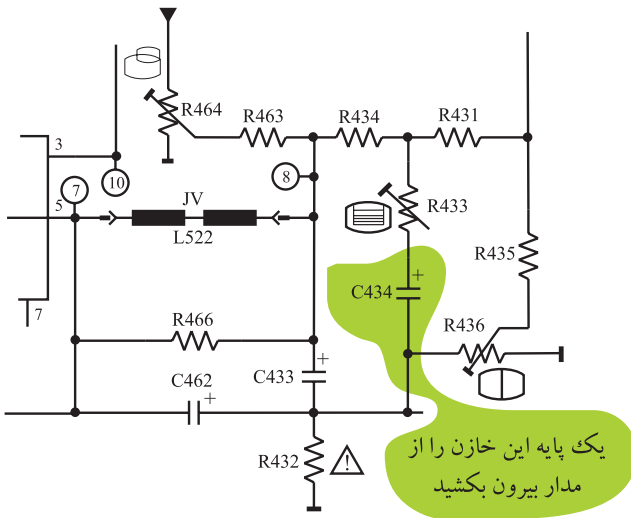 R464
R463
R434
R431
3
10
8
7
JV
5
L522
R433
R435
7
+
C434
R436
R466
C433
+
C462
+
R432
!
یک پایه این خازن را از
مدار بیرون بکشید